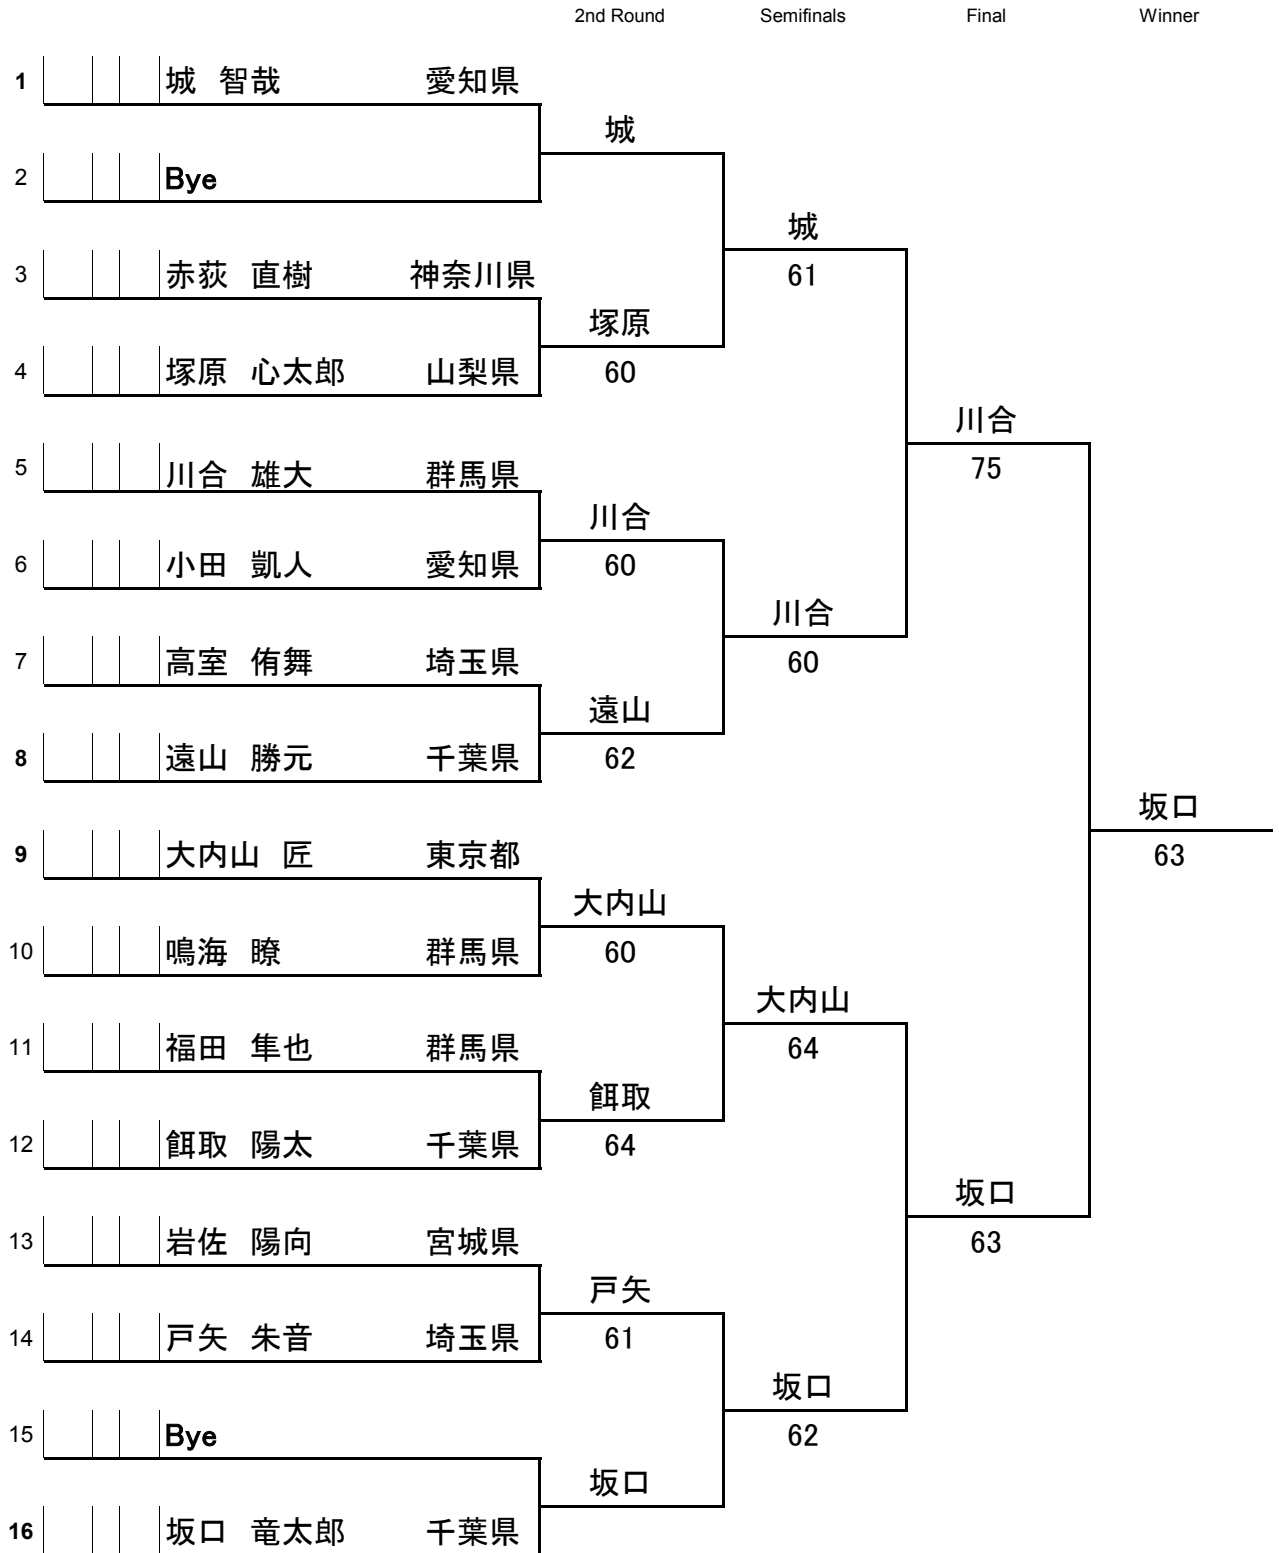 2nd Round Semifinals Final Winner
1 城 智哉 愛知県
城
2 Bye
城
3 赤荻 直樹 神奈川県
61
塚原
4 塚原 心太郎 山梨県
60
川合
5 川合 雄大 群馬県
75
川合
6 小田 凱人 愛知県
60
川合
7 高室 侑舞 埼玉県
60
遠山
8 遠山 勝元 千葉県
62
坂口
9 大内山 匠 東京都
63
大内山
10 鳴海 瞭 群馬県
60
大内山
11 福田 隼也 群馬県
64
餌取
12 餌取 陽太 千葉県
64
坂口
13 岩佐 陽向 宮城県
63
戸矢
14 戸矢 朱音 埼玉県
61
坂口
15 Bye
62
坂口
16 坂口 竜太郎 千葉県